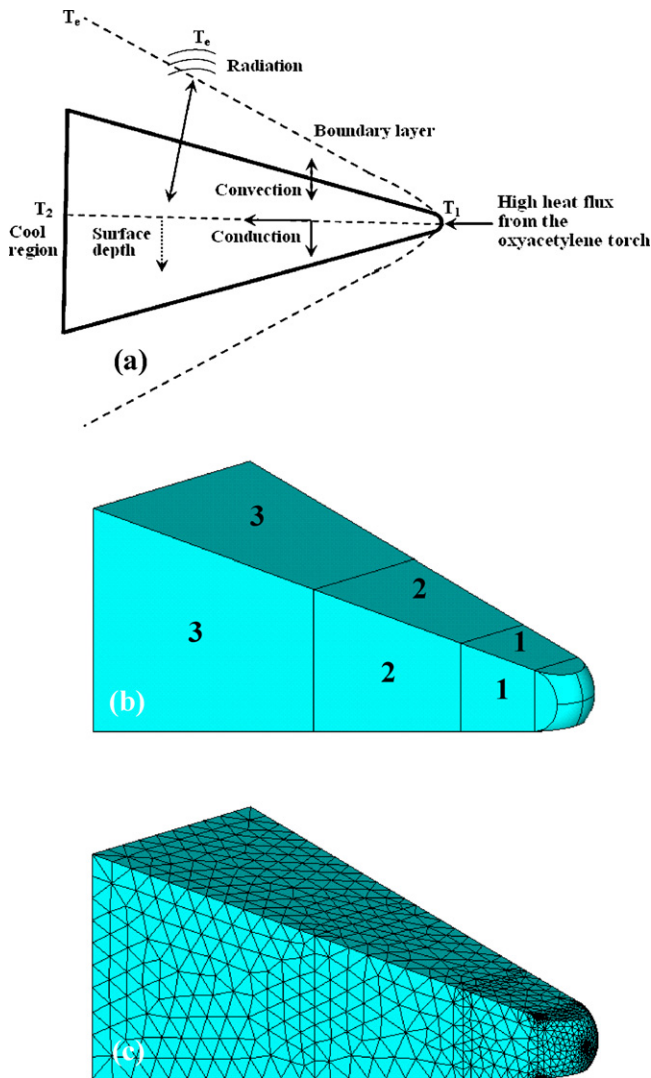 Te
Te
Radiation
Boundary layer
Convection
T2
T1
High heat flux
from the
oxyacetylene torch
Cool
region
Surface
depth
Conduction
(a)
3
2
1
3
2
1
(b)
(c)